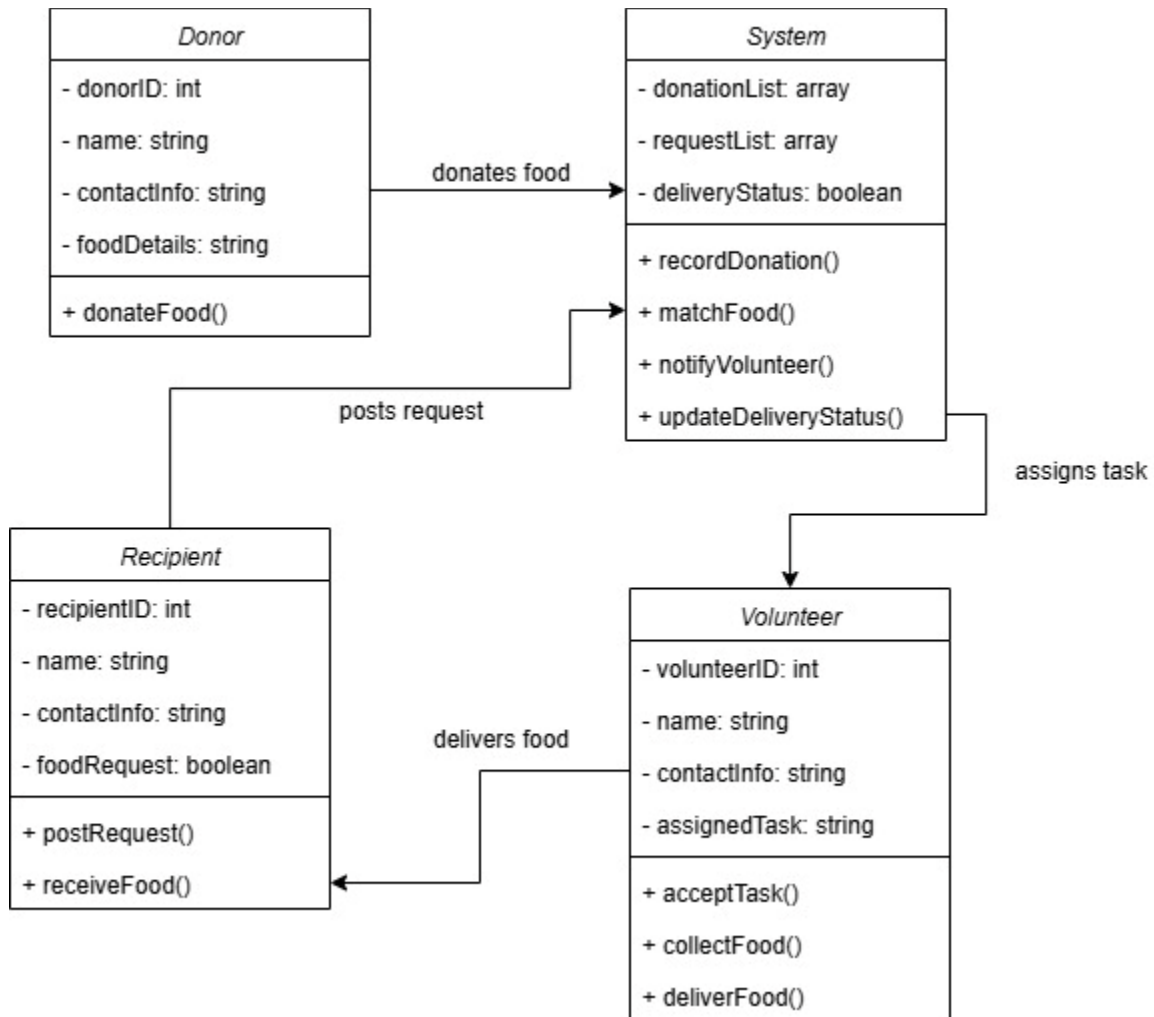 Donor
- donorID: int
- name: string
- contactInfo: string
- foodDetails: string
+ donateFood()
donates food
System
- donationList: array
- requestList: array
- deliveryStatus: boolean
+ recordDonation()
+ matchFood()
+ notifyVolunteer()
+ updateDeliveryStatus()
posts request
assigns task
Recipient
- recipientID: int
- name: string
- contactInfo: string
- foodRequest: boolean
+ postRequest()
+ receiveFood()
delivers food
Volunteer
- volunteerID: int
- name: string
- contactInfo: string
- assignedTask: string
+ acceptTask()
+ collectFood()
+ deliverFood()